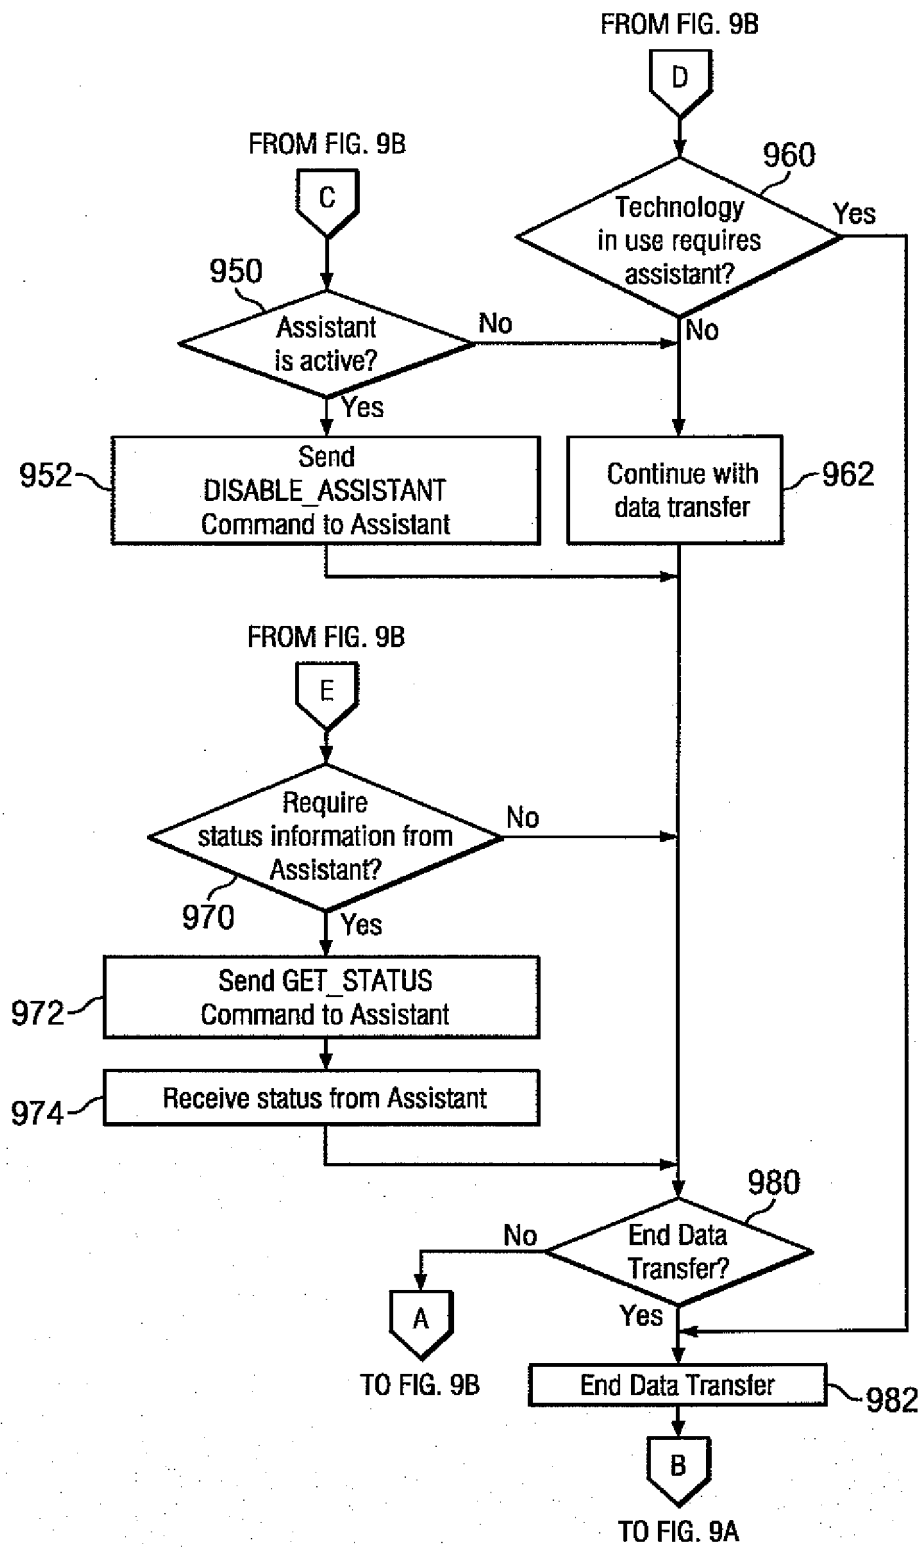 FROM FIG. 9B
D
FROM FIG. 9B
C
960
Technology
in use requires
assistant?
Yes
No
950
Assistant
is active?
No
Yes
952
Send
DISABLE_ASSISTANT
Command to Assistant
Continue with
data transfer
962
FROM FIG. 9B
E
Require
status information from
Assistant?
No
970
Yes
972
Send GET_STATUS
Command to Assistant
974
Receive status from Assistant
980
End Data
Transfer?
No
Yes
A
TO FIG. 9B
End Data Transfer
982
B
TO FIG. 9A